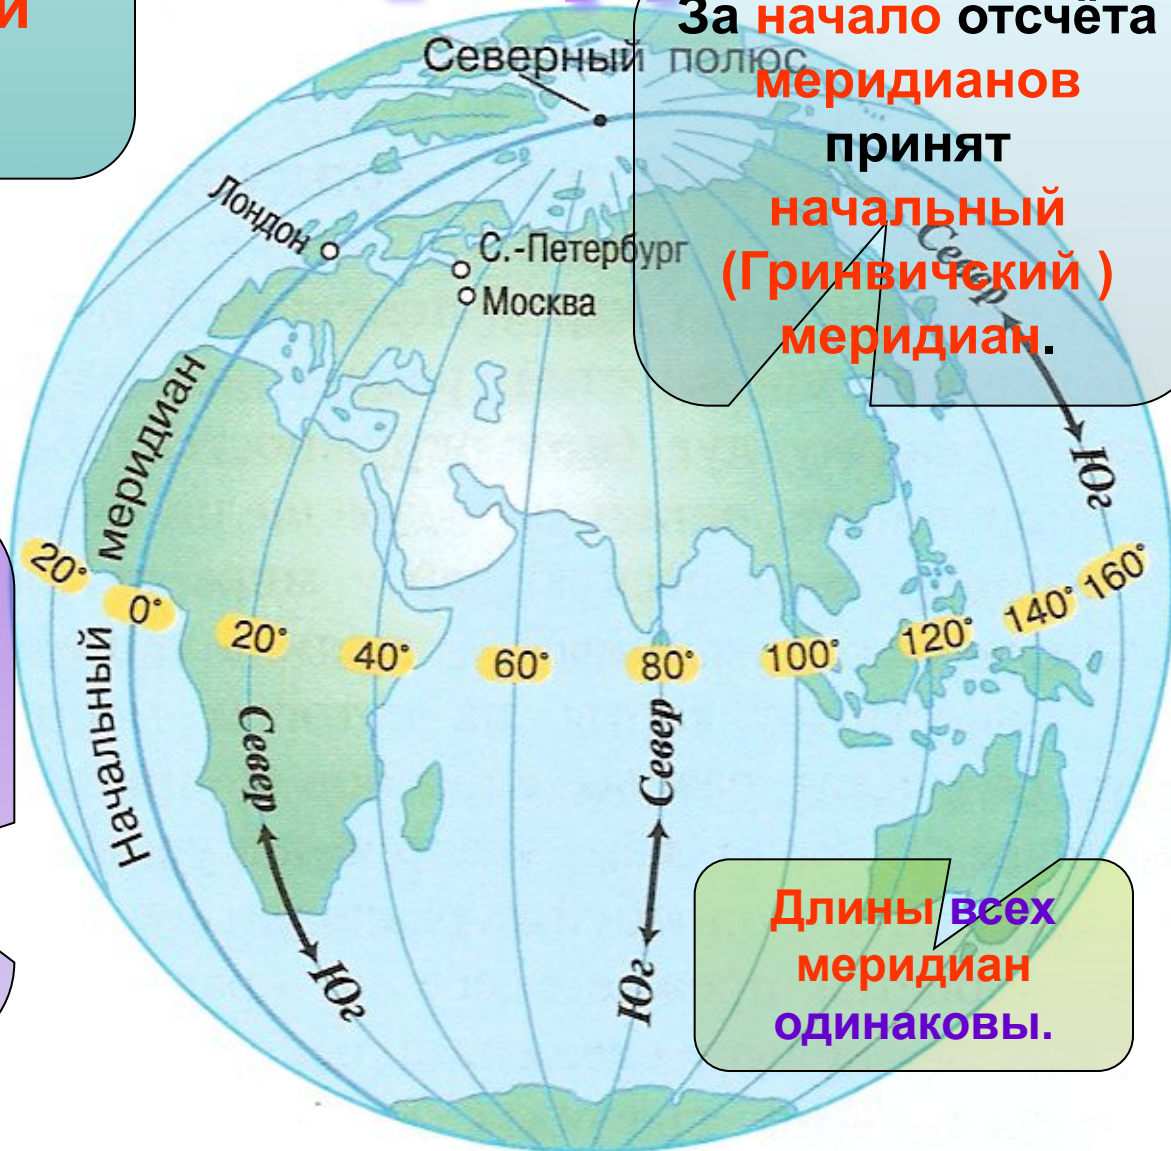 й
За начало отсчёта
меридианов
принят
начальный
(Гринвичский )
меридиан.
Северный полюс
Лондон
С.-Петербург
Москва
Север
Юг
Начальный меридиан
20° 0° 20° 40° 60° 80° 100° 120° 140° 160°
Север
Юг
Север
Юг
Длины всех
меридиан
одинаковы.